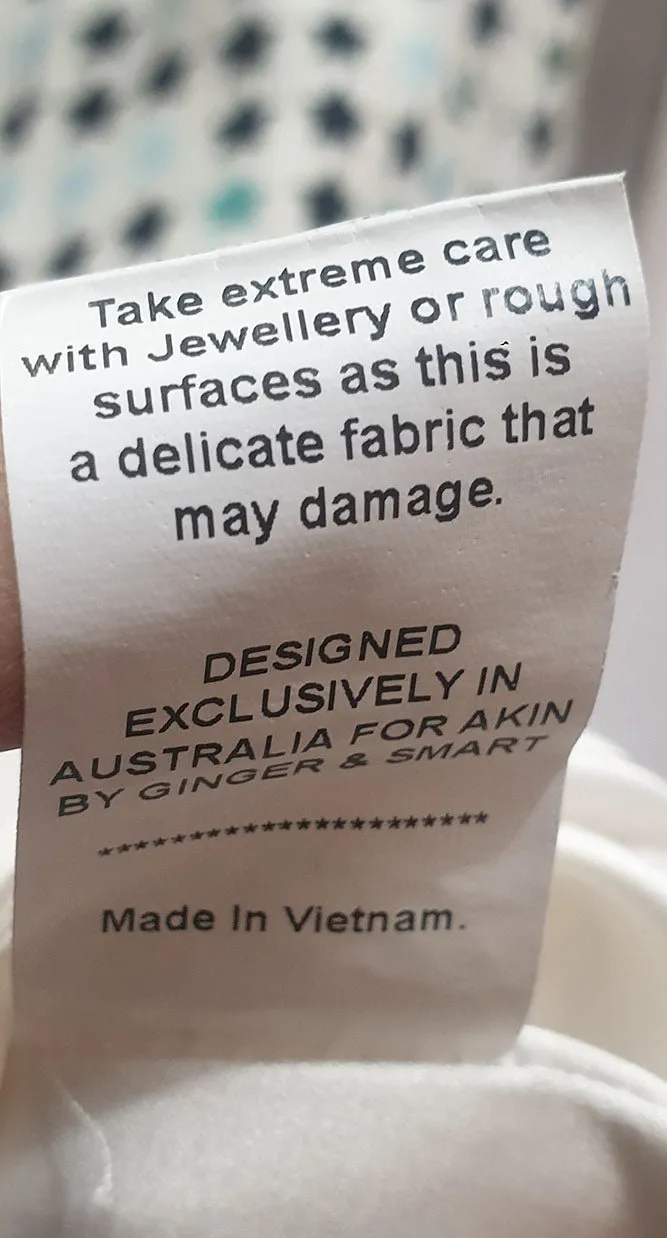 Take extreme care
with Jewellery or rough
surfaces as this is
a delicate fabric that
may damage.
DESIGNED
EXCLUSIVELY IN
AUSTRALIA FOR AKIN
BY GINGER & SMART
**********************
Made In Vietnam.